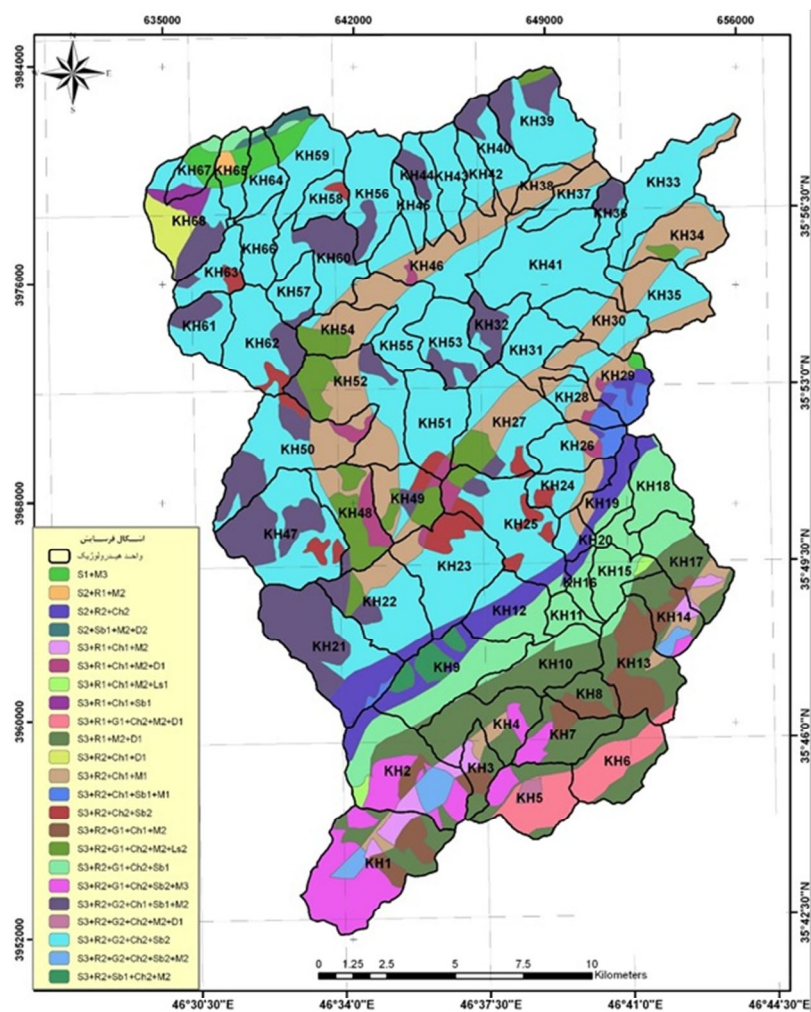 635000 642000 649000 656000
N
E
S
3984000
3976000
3968000
3960000
3952000
35°56'30"N
35°53'0"N
35°49'30"N
35°46'0"N
35°42'30"N
KH39
KH40
KH59
KH67
KH65
KH64
KH44
KH43
KH42
KH33
KH58
KH56
KH38
KH37
KH45
KH68
KH36
KH34
KH66
KH60
KH63
KH46
KH41
KH57
KH35
KH61
KH54
KH32
KH30
KH62
KH55
KH53
KH31
KH52
KH29
KH28
KH51
KH27
KH50
KH26
KH24
KH18
KH49
KH19
KH48
KH25
KH47
KH20
KH17
KH23
KH16
KH15
KH22
KH12
KH11
KH14
KH21
KH10
KH13
KH9
KH8
KH4
KH7
KH2
KH3
KH6
KH5
KH1
اشکال فرسایش
واحد هیدرولوژیک
S1+M3
S2+R1+M2
S2+R2+Ch2
S2+Sb1+M2+D2
S3+R1+Ch1+M2
S3+R1+Ch1+M2+D1
S3+R1+Ch1+M2+Ls1
S3+R1+Ch1+Sb1
S3+R1+G1+Ch2+M2+D1
S3+R1+M2+D1
S3+R2+Ch1+D1
S3+R2+Ch1+M1
S3+R2+Ch1+Sb1+M1
S3+R2+Ch2+Sb2
S3+R2+G1+Ch1+M2
S3+R2+G1+Ch2+M2+Ls2
S3+R2+G1+Ch2+Sb1
S3+R2+G1+Ch2+Sb2+M3
S3+R2+G2+Ch1+Sb1+M2
S3+R2+G2+Ch2+M2+D1
S3+R2+G2+Ch2+Sb2
S3+R2+G2+Ch2+Sb2+M2
S3+R2+Sb1+Ch2+M2
0 1.25 2.5 5 7.5 10
Kilometers
46°30'30"E 46°34'0"E 46°37'30"E 46°41'0"E 46°44'30"E